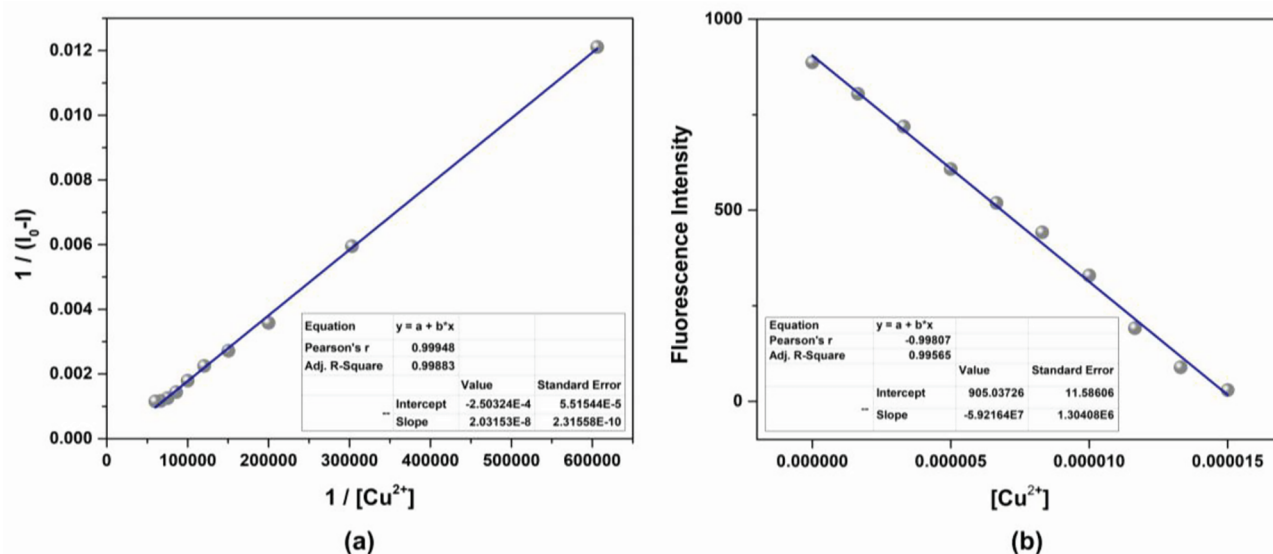 0.012
0.010
0.008
0.006
0.004
0.002
0.000
1 / (I₀-I)
0 100000 200000 300000 400000 500000 600000
1 / [Cu²⁺]
Equation y = a + b*x
Pearson's r 0.99948
Adj. R-Square 0.99883
Value Standard Error
-- Intercept -2.50324E-4 5.51544E-5
Slope 2.03153E-8 2.31558E-10
(a)
1000
500
0
Fluorescence Intensity
0.000000 0.000005 0.000010 0.000015
[Cu²⁺]
Equation y = a + b*x
Pearson's r -0.99807
Adj. R-Square 0.99565
Value Standard Error
-- Intercept 905.03726 11.58606
Slope -5.92164E7 1.30408E6
(b)